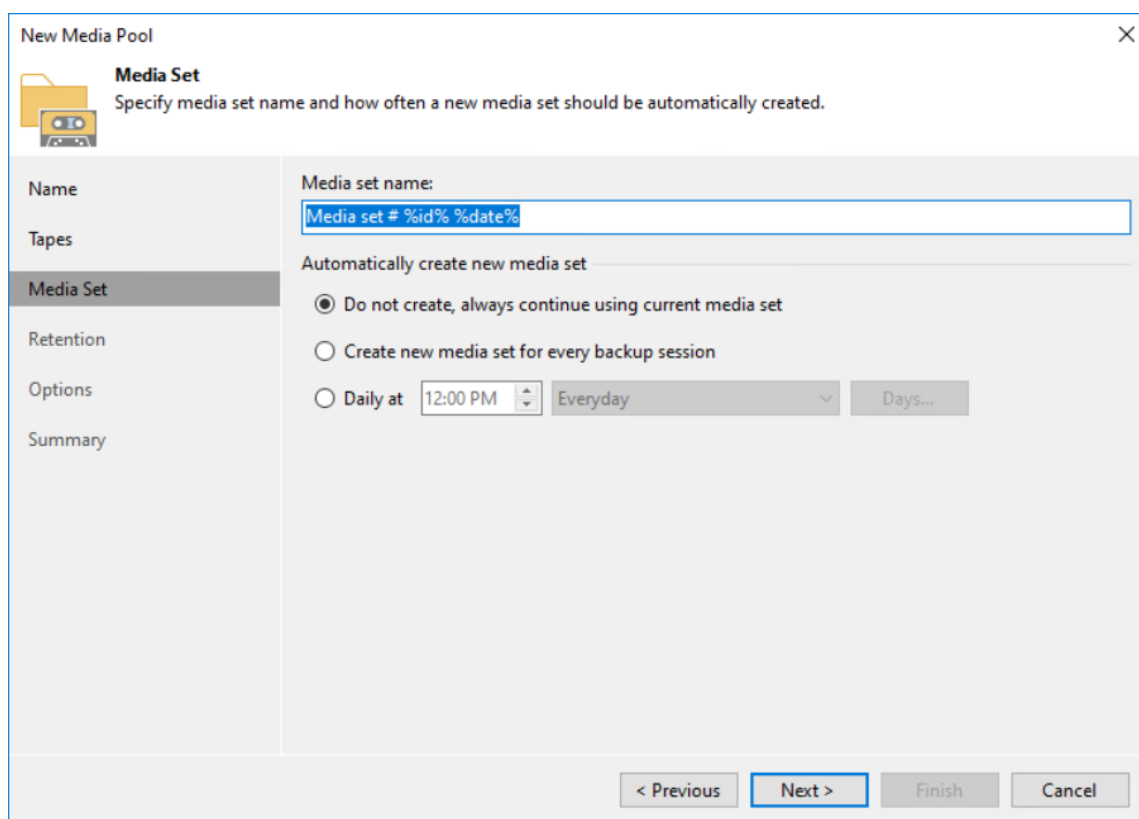 New Media Pool
Media Set
Specify media set name and how often a new media set should be automatically created.
Name
Tapes
Media Set
Retention
Options
Summary
Media set name:
Media set # %id% %date%
Automatically create new media set
Do not create, always continue using current media set
Create new media set for every backup session
Daily at 12:00 PM Everyday Days...
< Previous Next > Finish Cancel